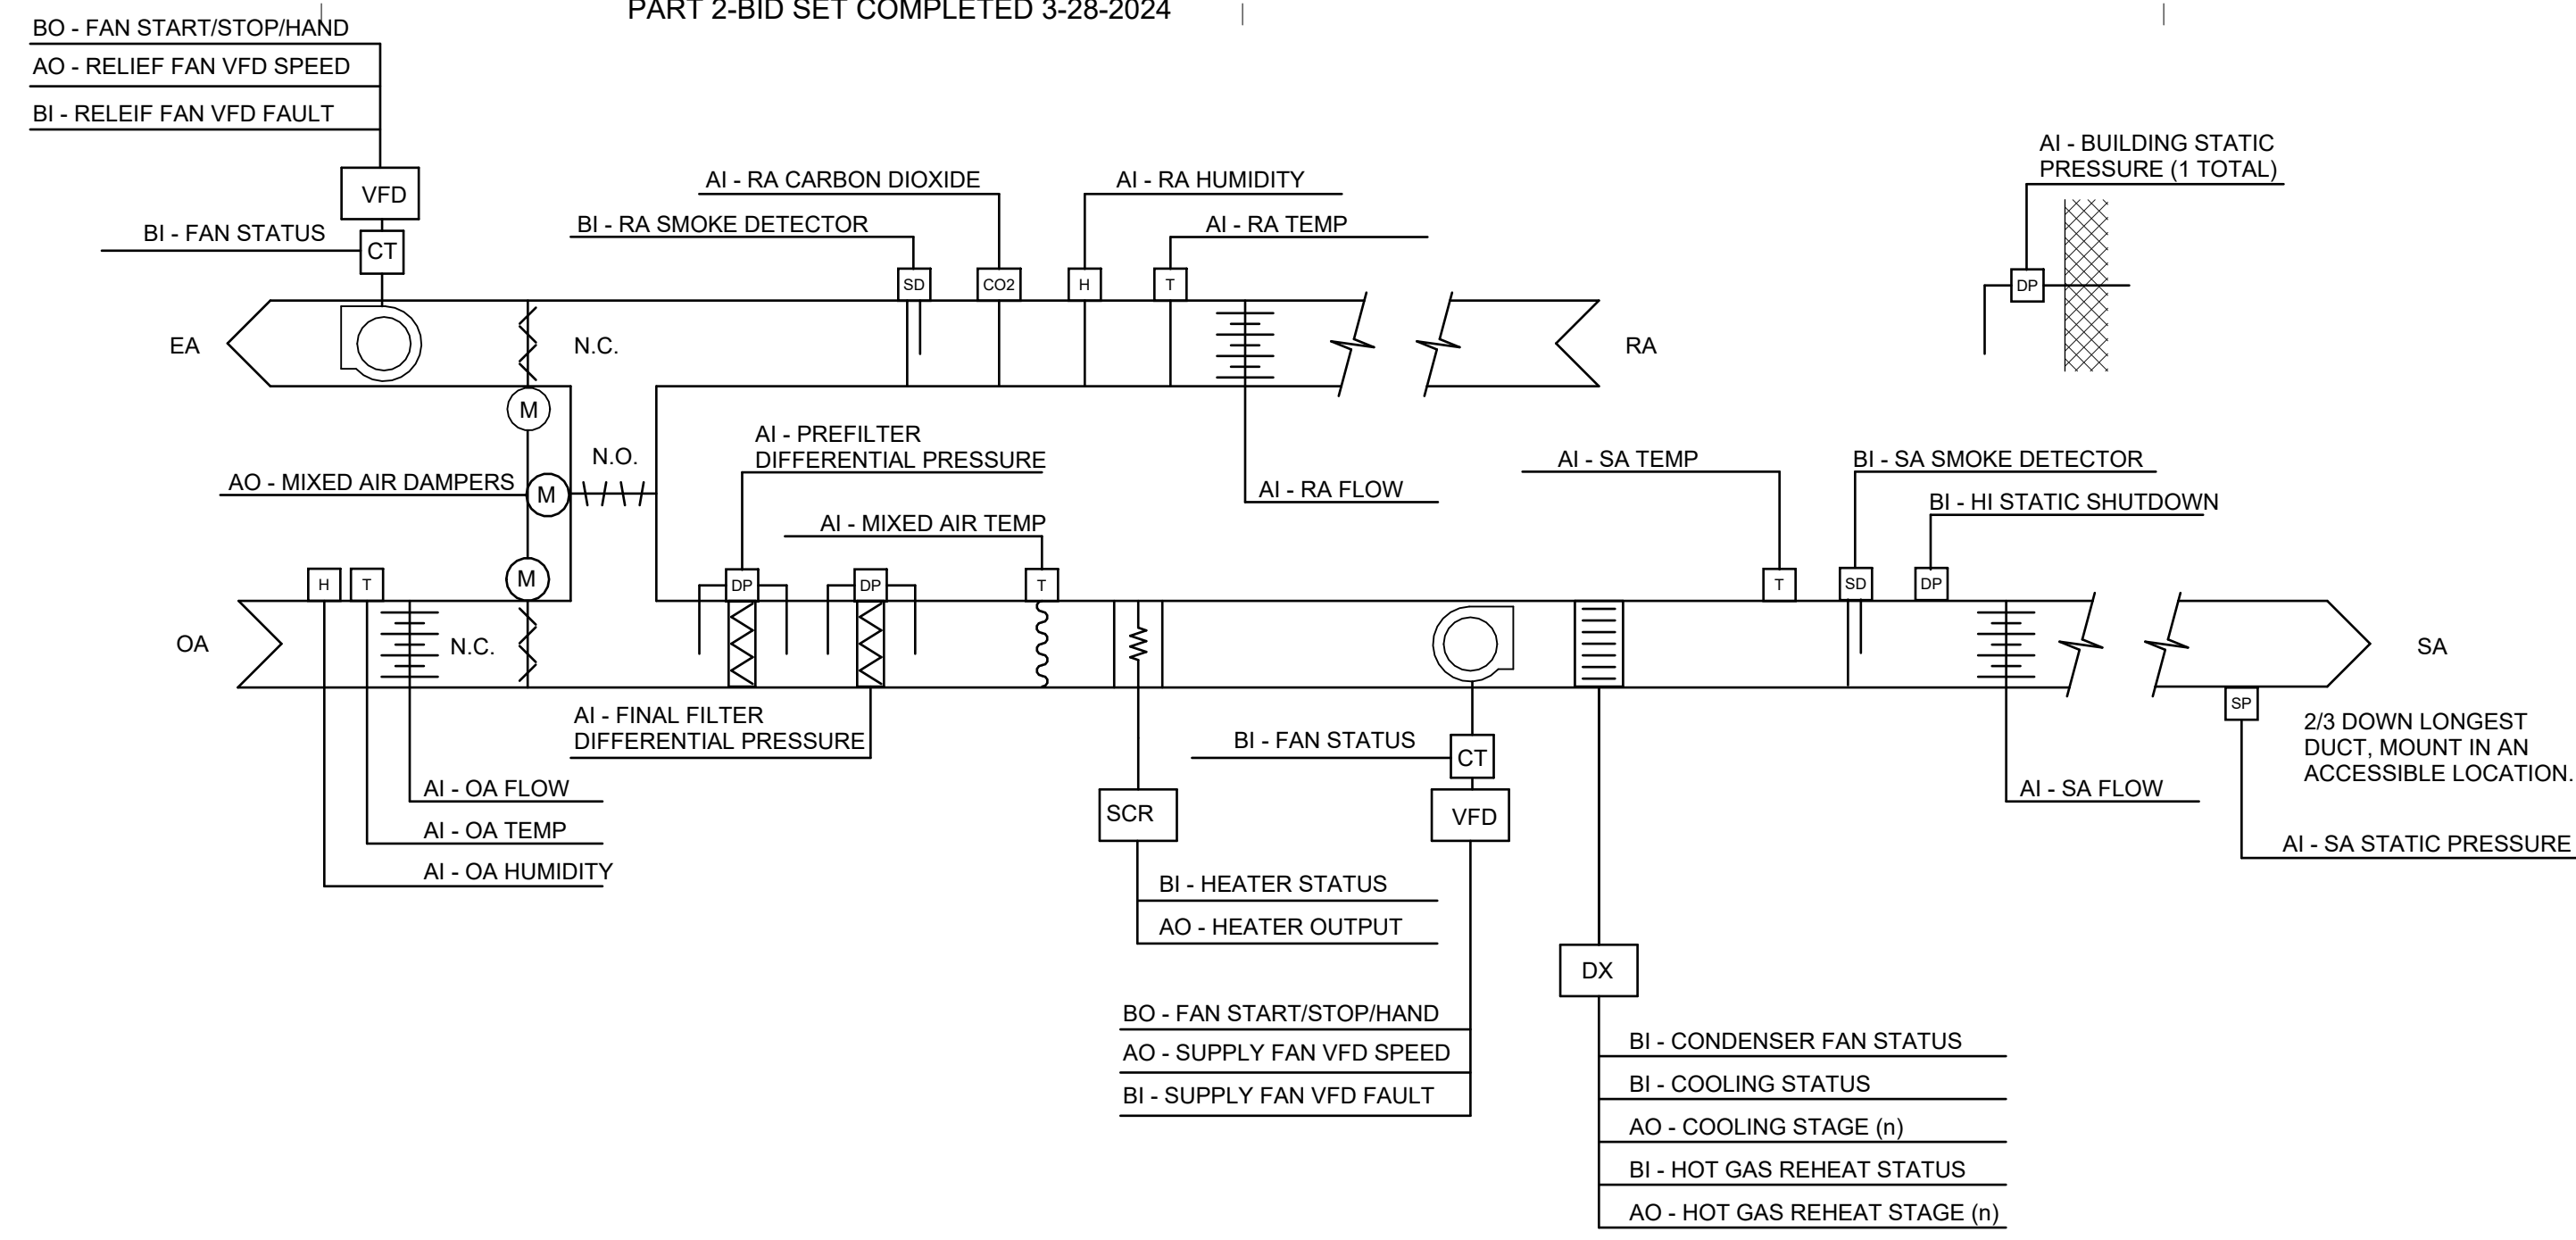 PART 2-BID SET COMPLETED 3-28-2024
BO - FAN START/STOP/HAND
AO - RELIEF FAN VFD SPEED
BI - RELEIF FAN VFD FAULT
VFD
BI - FAN STATUS
CT
AI - RA CARBON DIOXIDE
BI - RA SMOKE DETECTOR
AI - RA HUMIDITY
AI - RA TEMP
AI - BUILDING STATIC
PRESSURE (1 TOTAL)
SD
CO2
H
T
DP
EA
N.C.
RA
M
AI - PREFILTER
DIFFERENTIAL PRESSURE
N.O.
AO - MIXED AIR DAMPERS
M
AI - RA FLOW
AI - MIXED AIR TEMP
AI - SA TEMP
BI - SA SMOKE DETECTOR
BI - HI STATIC SHUTDOWN
H
T
M
DP
DP
T
T
SD
DP
OA
N.C.
SA
SP
AI - FINAL FILTER
DIFFERENTIAL PRESSURE
BI - FAN STATUS
CT
2/3 DOWN LONGEST
DUCT, MOUNT IN AN
ACCESSIBLE LOCATION.
AI - OA FLOW
AI - OA TEMP
AI - OA HUMIDITY
SCR
VFD
AI - SA FLOW
AI - SA STATIC PRESSURE
BI - HEATER STATUS
AO - HEATER OUTPUT
DX
BO - FAN START/STOP/HAND
AO - SUPPLY FAN VFD SPEED
BI - SUPPLY FAN VFD FAULT
BI - CONDENSER FAN STATUS
BI - COOLING STATUS
AO - COOLING STAGE (n)
BI - HOT GAS REHEAT STATUS
AO - HOT GAS REHEAT STAGE (n)